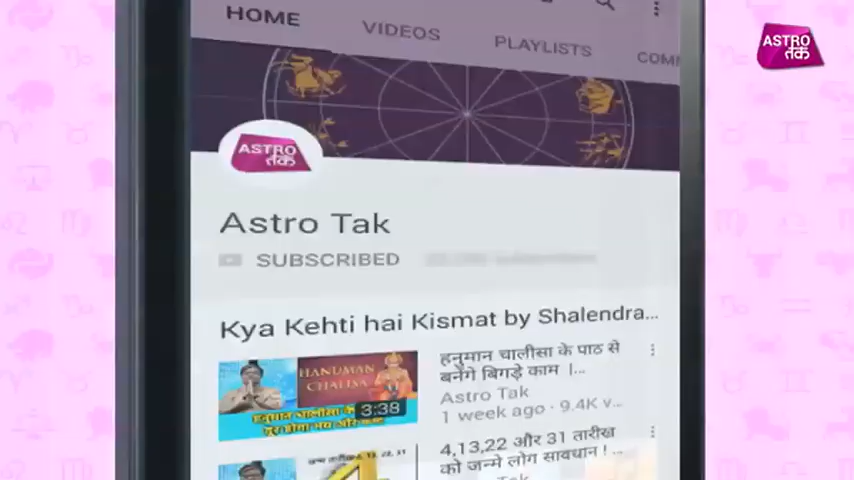 HOME
VIDEOS
PLAYLISTS
COMM
ASTRO
तक
ASTRO
तक
Astro Tak
SUBSCRIBED
Kya Kehti hai Kismat by Shalendra...
HANUMAN
CHALISA
3:38
हनुमान चालीसा के पाठ से
बनेंगे बिगड़े काम |...
Astro Tak
1 week ago · 9.4K v...
4,13,22 और 31 तारीख
को जन्मे लोग सावधान ! ...